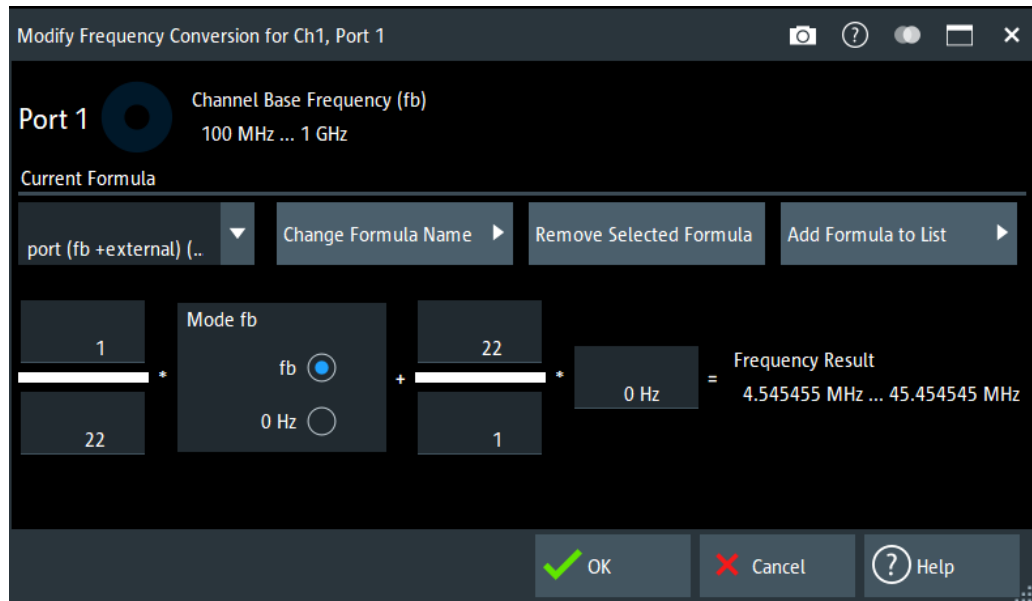 Modify Frequency Conversion for Ch1, Port 1
Port 1
Channel Base Frequency (fb)
100 MHz ... 1 GHz
Current Formula
port (fb +external) (..
Change Formula Name
Remove Selected Formula
Add Formula to List
1
22
*
Mode fb
fb
0 Hz
+
22
1
*
0 Hz
=
Frequency Result
4.545455 MHz ... 45.454545 MHz
OK
Cancel
? Help